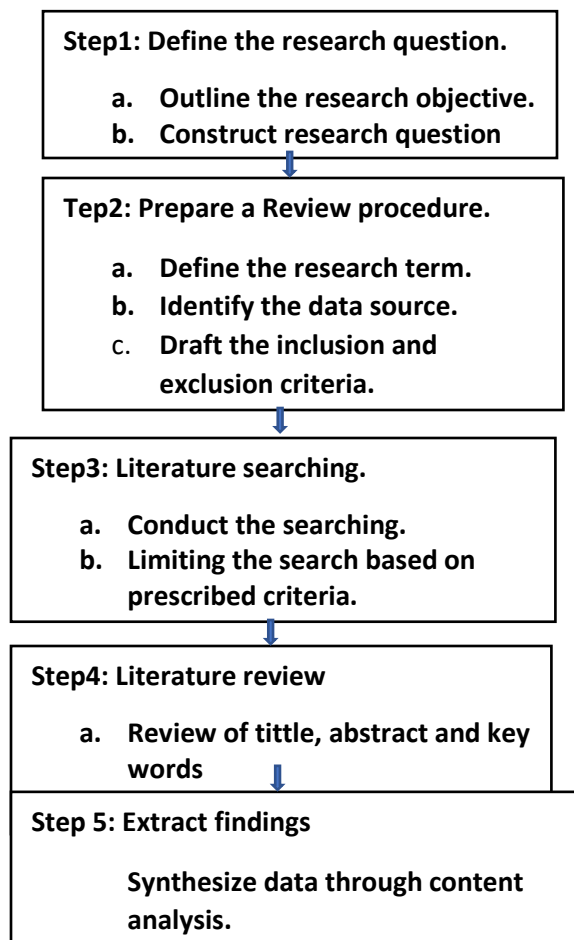 Step1: Define the research question.
a. Outline the research objective.
b. Construct research question
Tep2: Prepare a Review procedure.
a. Define the research term.
b. Identify the data source.
c. Draft the inclusion and
exclusion criteria.
Step3: Literature searching.
a. Conduct the searching.
b. Limiting the search based on
prescribed criteria.
Step4: Literature review
a. Review of tittle, abstract and key
words
Step 5: Extract findings
Synthesize data through content
analysis.